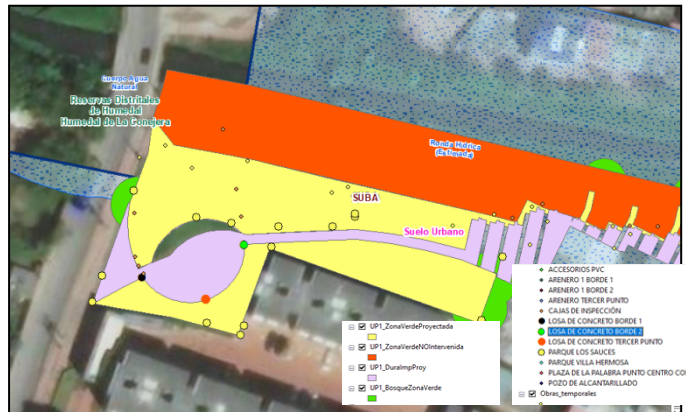 Cuerpo Agua
Natural
Reservas Distritales
de Humedal
Humedal de La Conejera
Ronda Hídrica
(Estimada)
SUBA
Suelo Urbano
UP1_ZonaVerdeProyectada
UP1_ZonaVerdeNOIntervenida
UP1_DuraImpProy
UP1_BosqueZonaVerde
ACCESORIOS PVC
ARENERO 1 BORDE 1
ARENERO 1 BORDE 2
ARENERO TERCER PUNTO
CAJAS DE INSPECCIÓN
LOSA DE CONCRETO BORDE 1
LOSA DE CONCRETO BORDE 2
LOSA DE CONCRETO TERCER PUNTO
PARQUE LOS SAUCES
PARQUE VILLA HERMOSA
PLAZA DE LA PALABRA PUNTO CENTRO CO
POZO DE ALCANTARILLADO
Obras_temporales